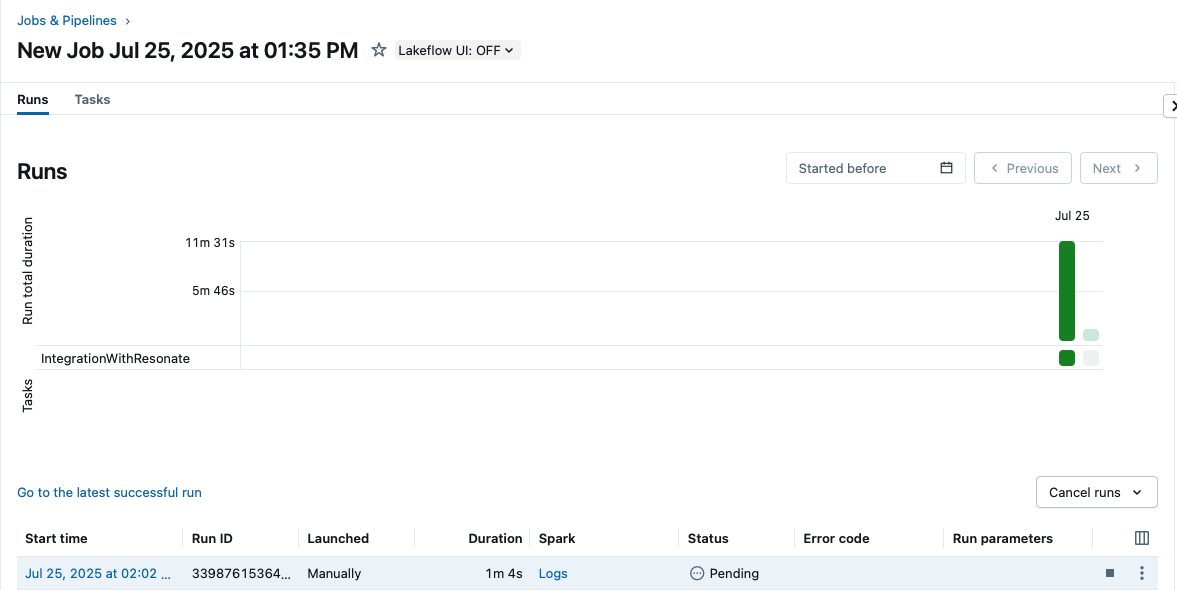 Jobs & Pipelines
New Job Jul 25, 2025 at 01:35 PM Lakeflow UI: OFF
Runs Tasks
Runs Started before Previous Next
Jul 25
Run total duration
11m 31s
5m 46s
IntegrationWithResonate
Tasks
Go to the latest successful run Cancel runs
Start time Run ID Launched Duration Spark Status Error code Run parameters
Jul 25, 2025 at 02:02 ... 33987615364... Manually 1m 4s Logs Pending